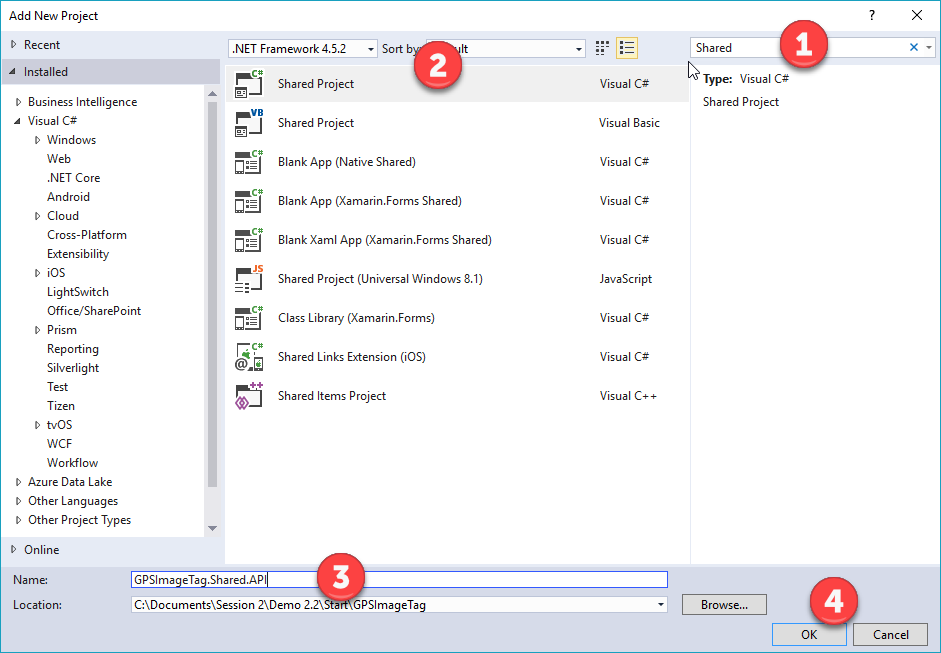 Add New Project
?
Recent
.NET Framework 4.5.2
Sort by:
ult
Shared
1
2
Installed
Business Intelligence
Visual C#
Windows
Web
.NET Core
Android
Cloud
Cross-Platform
Extensibility
iOS
LightSwitch
Office/SharePoint
Prism
Reporting
Silverlight
Test
Tizen
tvOS
WCF
Workflow
Azure Data Lake
Other Languages
Other Project Types
Online
C# Shared Project Visual C#
VB Shared Project Visual Basic
C# Blank App (Native Shared) Visual C#
C# Blank App (Xamarin.Forms Shared) Visual C#
C# Blank Xaml App (Xamarin.Forms Shared) Visual C#
JS Shared Project (Universal Windows 8.1) JavaScript
C# Class Library (Xamarin.Forms) Visual C#
C# Shared Links Extension (iOS) Visual C#
++ Shared Items Project Visual C++
Type: Visual C#
Shared Project
Name: GPSImageTag.Shared.API
3
Location: C:\Documents\Session 2\Demo 2.2\Start\GPSImageTag
Browse...
4
OK Cancel